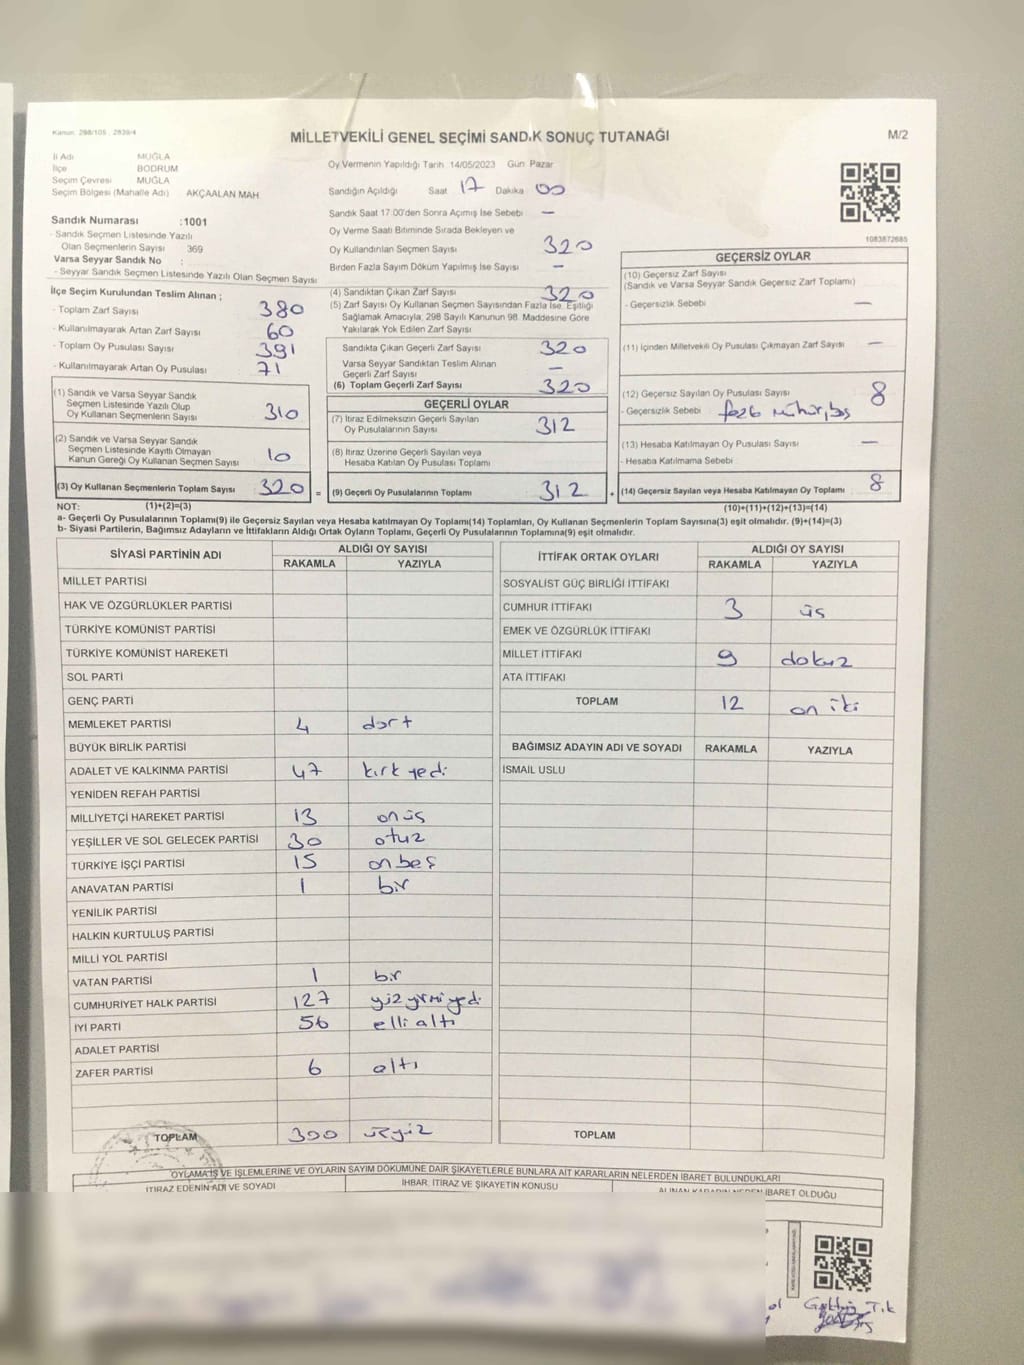 Kanun: 298/105, 2839/4
MİLLETVEKİLİ GENEL SEÇİMİ SANDIK SONUÇ TUTANAĞI
M/2
İl Adı MUĞLA
İlçe BODRUM
Seçim Çevresi MUĞLA
Seçim Bölgesi (Mahalle Adı) AKÇAALAN MAH
Sandık Numarası :1001
- Sandık Seçmen Listesinde Yazılı
Olan Seçmenlerin Sayısı 369
Varsa Seyyar Sandık No :
- Seyyar Sandık Seçmen Listesinde Yazılı Olan Seçmen Sayısı
İlçe Seçim Kurulundan Teslim Alınan ;
- Toplam Zarf Sayısı 380
- Kullanılmayarak Artan Zarf Sayısı 60
- Toplam Oy Pusulası Sayısı 391
- Kullanılmayarak Artan Oy Pusulası 71
(1) Sandık ve Varsa Seyyar Sandık
Seçmen Listesinde Yazılı Olup
Oy Kullanan Seçmenlerin Sayısı 310
(2) Sandık ve Varsa Seyyar Sandık
Seçmen Listesinde Kayıtlı Olmayan
Kanun Gereği Oy Kullanan Seçmen Sayısı 10
(3) Oy Kullanan Seçmenlerin Toplam Sayısı 320 =
Oy Vermenin Yapıldığı Tarih 14/05/2023 Gün Pazar
Sandığın Açıldığı Saat 17 Dakika 00
Sandık Saat 17:00'den Sonra Açımış İse Sebebi —
Oy Verme Saati Bitiminde Sırada Bekleyen ve
Oy Kullandırılan Seçmen Sayısı 320
Birden Fazla Sayım Döküm Yapılmış İse Sayısı —
(4) Sandıktan Çıkan Zarf Sayısı 320
(5) Zarf Sayısı Oy Kullanan Seçmen Sayısından Fazla İse, Eşitliği
Sağlamak Amacıyla, 298 Sayılı Kanunun 98. Maddesine Göre
Yakılarak Yok Edilen Zarf Sayısı
Sandıkta Çıkan Geçerli Zarf Sayısı 320
Varsa Seyyar Sandıktan Teslim Alınan
Geçerli Zarf Sayısı —
(6) Toplam Geçerli Zarf Sayısı 320
GEÇERLİ OYLAR
(7) İtiraz Edilmeksizin Geçerli Sayılan
Oy Pusulalarının Sayısı 312
(8) İtiraz Üzerine Geçerli Sayılan veya
Hesaba Katılan Oy Pusulası Toplamı
(9) Geçerli Oy Pusulalarının Toplamı 312 +
1083872685
GEÇERSİZ OYLAR
(10) Geçersiz Zarf Sayısı
(Sandık ve Varsa Seyyar Sandık Geçersiz Zarf Toplamı)
- Geçersizlik Sebebi —
(11) İçinden Milletvekili Oy Pusulası Çıkmayan Zarf Sayısı —
(12) Geçersiz Sayılan Oy Pusulası Sayısı 8
- Geçersizlik Sebebi
(13) Hesaba Katılmayan Oy Pusulası Sayısı —
- Hesaba Katılmama Sebebi
(14) Geçersiz Sayılan veya Hesaba Katılmayan Oy Toplamı 8
NOT: (1)+(2)=(3) (10)+(11)+(12)+(13)=(14)
a- Geçerli Oy Pusulalarının Toplamı(9) ile Geçersiz Sayılan veya Hesaba katılmayan Oy Toplamı(14) Toplamları, Oy Kullanan Seçmenlerin Toplam Sayısına(3) eşit olmalıdır. (9)+(14)=(3)
b- Siyasi Partilerin, Bağımsız Adayların ve İttifakların Aldığı Ortak Oyların Toplamı, Geçerli Oy Pusulalarının Toplamına(9) eşit olmalıdır.
SİYASİ PARTİNİN ADI ALDIĞI OY SAYISI
RAKAMLA YAZIYLA
MİLLET PARTİSİ
HAK VE ÖZGÜRLÜKLER PARTİSİ
TÜRKİYE KOMÜNİST PARTİSİ
TÜRKİYE KOMÜNİST HAREKETİ
SOL PARTİ
GENÇ PARTİ
MEMLEKET PARTİSİ 4 dört
BÜYÜK BİRLİK PARTİSİ
ADALET VE KALKINMA PARTİSİ 47 kırk yedi
YENİDEN REFAH PARTİSİ
MİLLİYETÇİ HAREKET PARTİSİ 13 onüç
YEŞİLLER VE SOL GELECEK PARTİSİ 30 otuz
TÜRKİYE İŞÇİ PARTİSİ 15 onbeş
ANAVATAN PARTİSİ 1 bir
YENİLİK PARTİSİ
HALKIN KURTULUŞ PARTİSİ
MİLLİ YOL PARTİSİ
VATAN PARTİSİ 1 bir
CUMHURİYET HALK PARTİSİ 127 yüz yirmi yedi
İYİ PARTİ 56 elli altı
ADALET PARTİSİ
ZAFER PARTİSİ 6 altı
TOPLAM 300 üçyüz
İTTİFAK ORTAK OYLARI ALDIĞI OY SAYISI
RAKAMLA YAZIYLA
SOSYALİST GÜÇ BİRLİĞİ İTTİFAKI
CUMHUR İTTİFAKI 3 üç
EMEK VE ÖZGÜRLÜK İTTİFAKI
MİLLET İTTİFAKI 9 dokuz
ATA İTTİFAKI
TOPLAM 12 on iki
BAĞIMSIZ ADAYIN ADI VE SOYADI RAKAMLA YAZIYLA
İSMAİL USLU
TOPLAM
OYLAMA İŞ VE İŞLEMLERİNE VE OYLARIN SAYIM DÖKÜMÜNE DAİR ŞİKAYETLERLE BUNLARA AİT KARARLARIN NELERDEN İBARET BULUNDUKLARI
İTİRAZ EDENİN ADI VE SOYADI İHBAR, İTİRAZ VE ŞİKAYETİN KONUSU ALINAN KARARIN NEDEN İBARET OLDUĞU